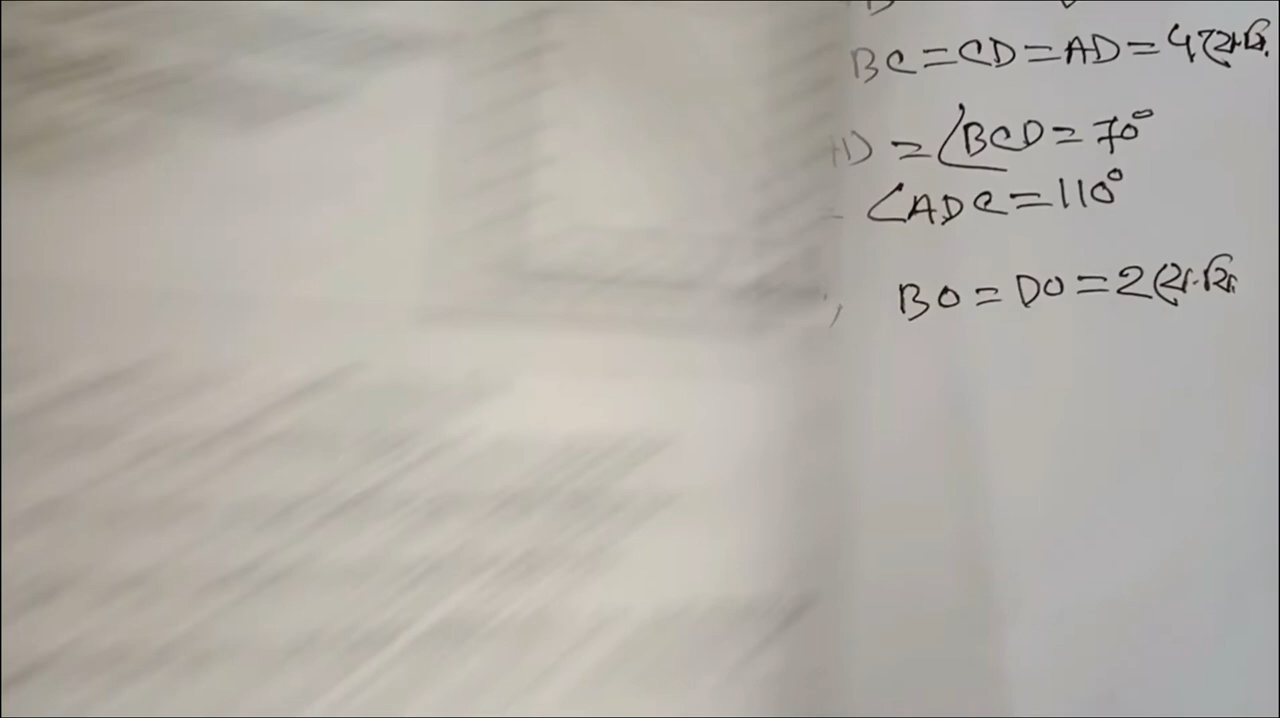 BC=CD=AD=4 সে.মি.
=∠BCD=70°
∠ADC=110°
, BO=DO=2 সে.মি.